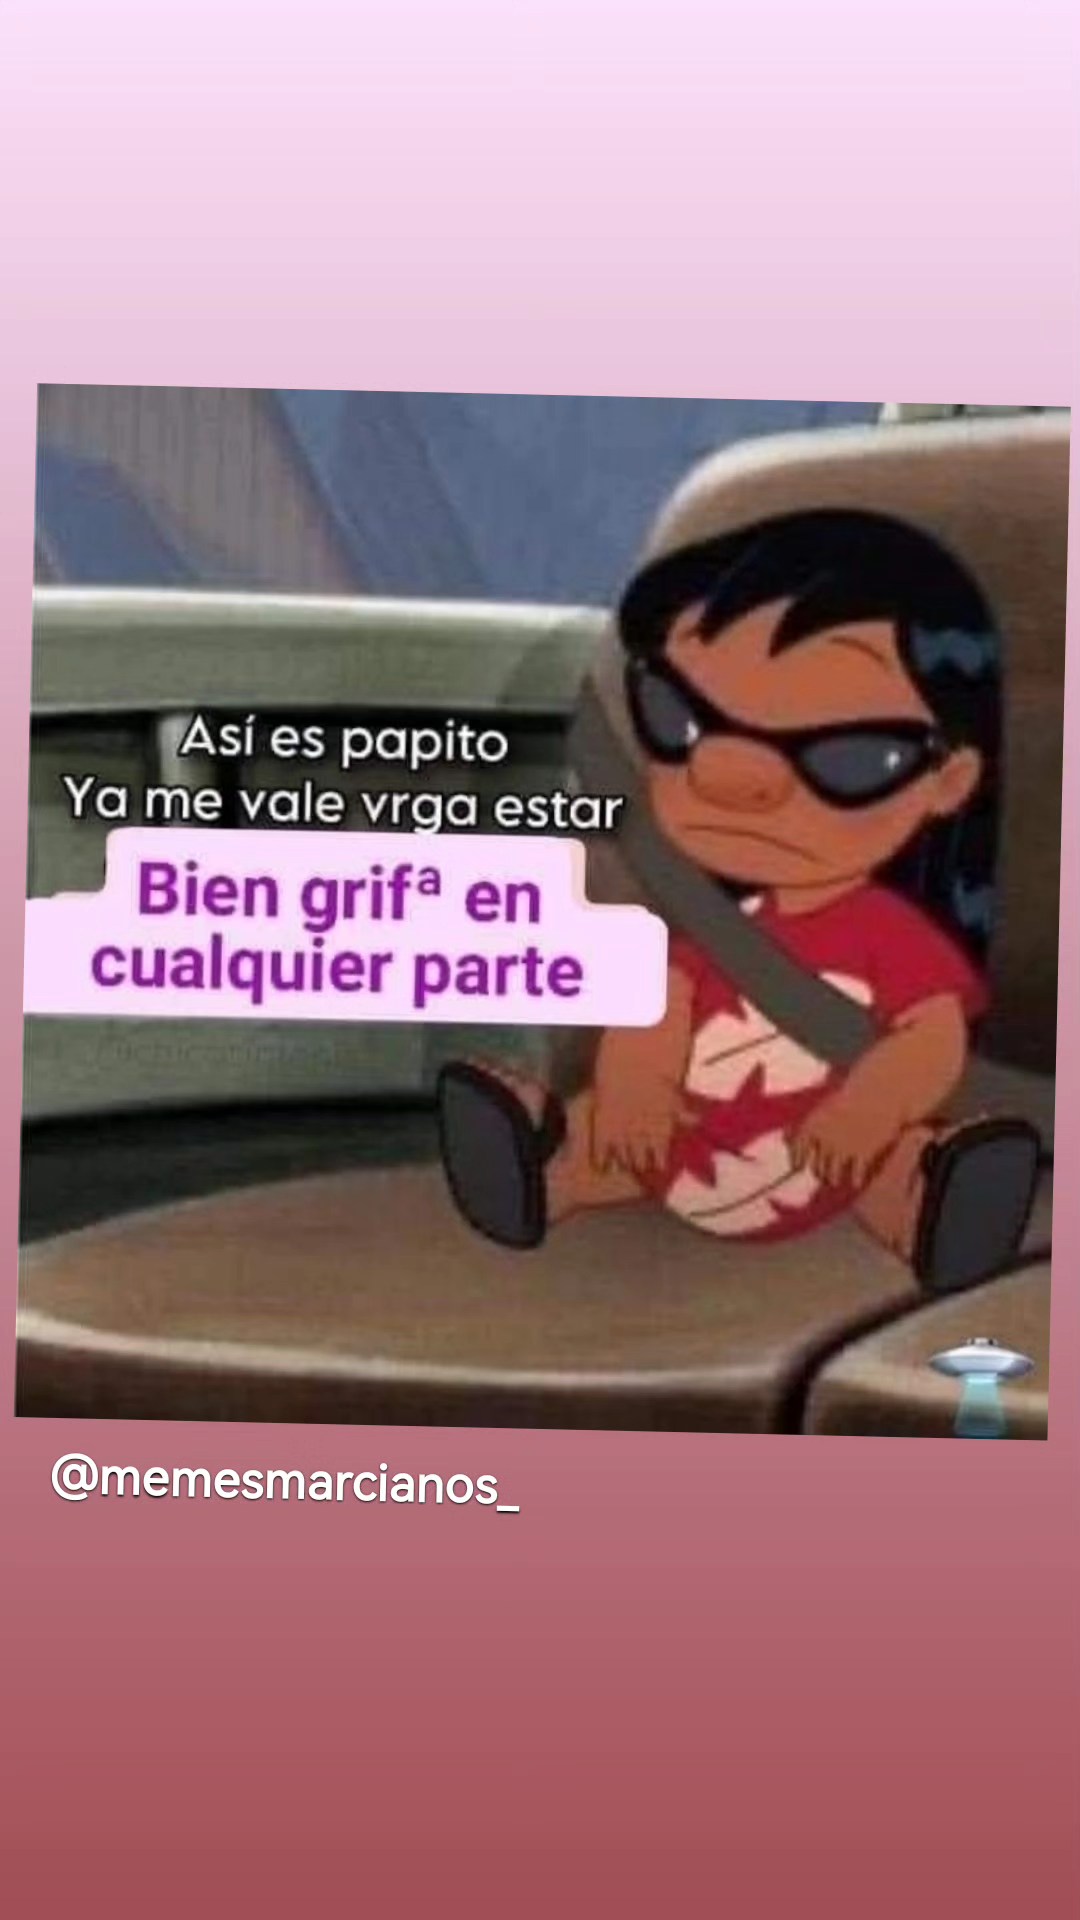 Así es papito
Ya me vale vrga estar
Bien grifª en
cualquier parte
@memesmarcianos_